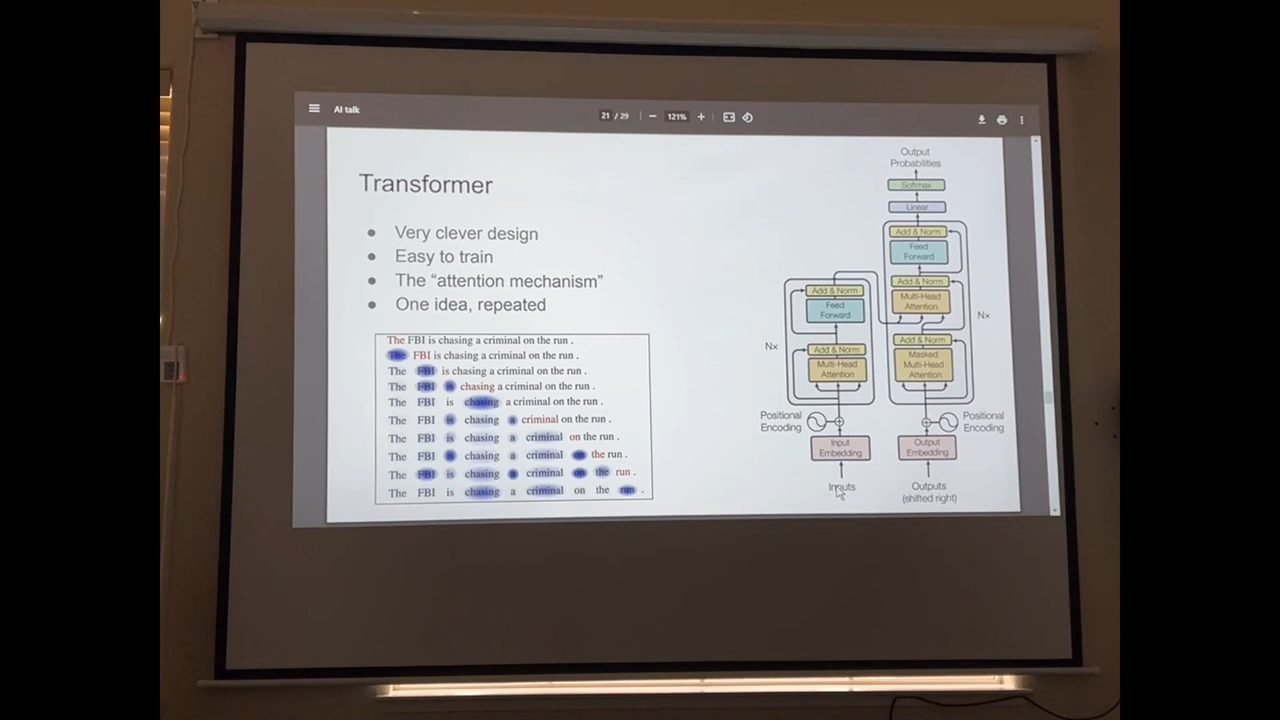 AI talk
21 / 29
121%
Transformer
Very clever design
Easy to train
The “attention mechanism”
One idea, repeated
The FBI is chasing a criminal on the run .
The FBI is chasing a criminal on the run .
The FBI is chasing a criminal on the run .
The FBI is chasing a criminal on the run .
The FBI is chasing a criminal on the run .
The FBI is chasing a criminal on the run .
The FBI is chasing a criminal on the run .
The FBI is chasing a criminal on the run .
The FBI is chasing a criminal on the run .
The FBI is chasing a criminal on the run .
Output
Probabilities
Softmax
Linear
Add & Norm
Feed
Forward
Add & Norm
Multi-Head
Attention
Nx
Add & Norm
Masked
Multi-Head
Attention
Add & Norm
Feed
Forward
Nx
Add & Norm
Multi-Head
Attention
Positional
Encoding
Positional
Encoding
Input
Embedding
Output
Embedding
Inputs
Outputs
(shifted right)